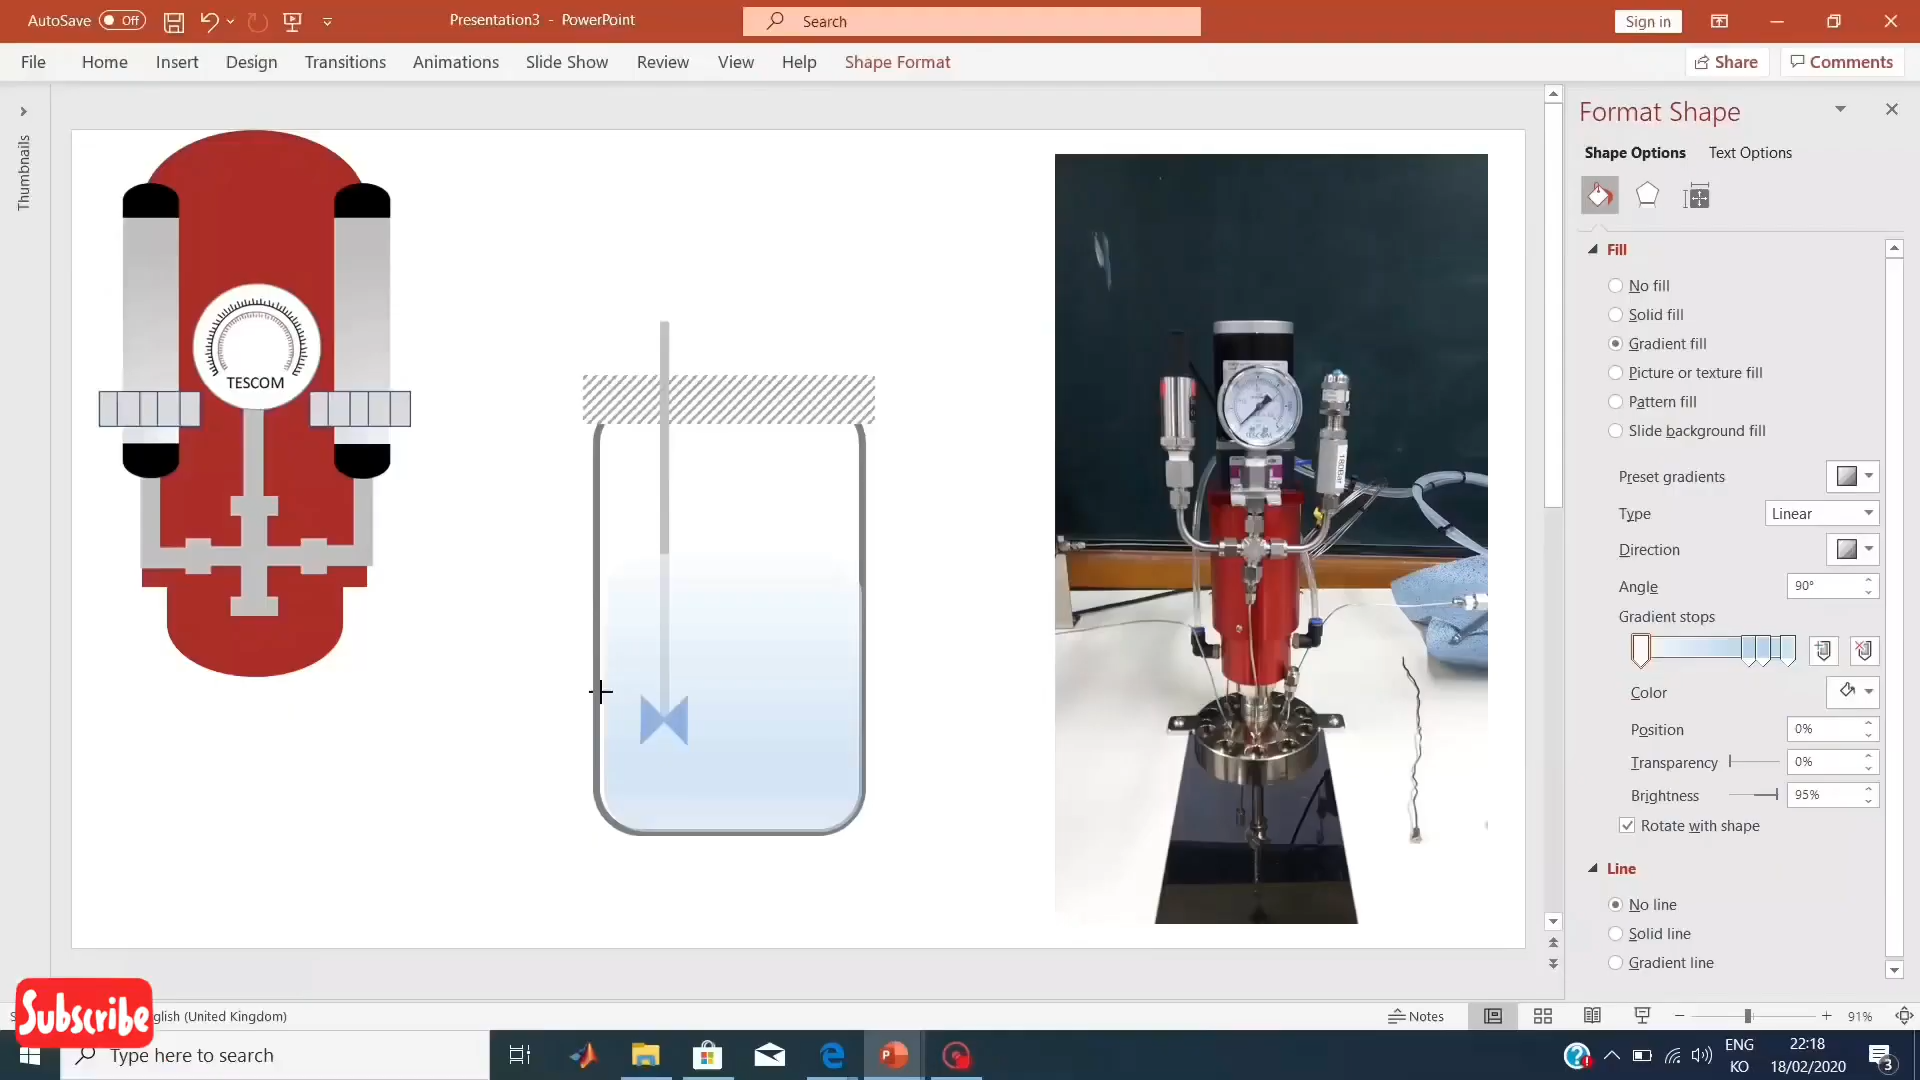 AutoSave Off
Presentation3 - PowerPoint
Search
Sign in
File Home Insert Design Transitions Animations Slide Show Review View Help Shape Format
Share Comments
Thumbnails
TESCOM
TESCOM
Format Shape
Shape Options Text Options
Fill
No fill
Solid fill
Gradient fill
Picture or texture fill
Pattern fill
Slide background fill
Preset gradients
Type Linear
Direction
Angle 90°
Gradient stops
Color
Position 0%
Transparency 0%
Brightness 95%
Rotate with shape
Line
No line
Solid line
Gradient line
Subscribe
glish (United Kingdom)
Notes
91%
Type here to search
ENG
KO
22:18
18/02/2020
3